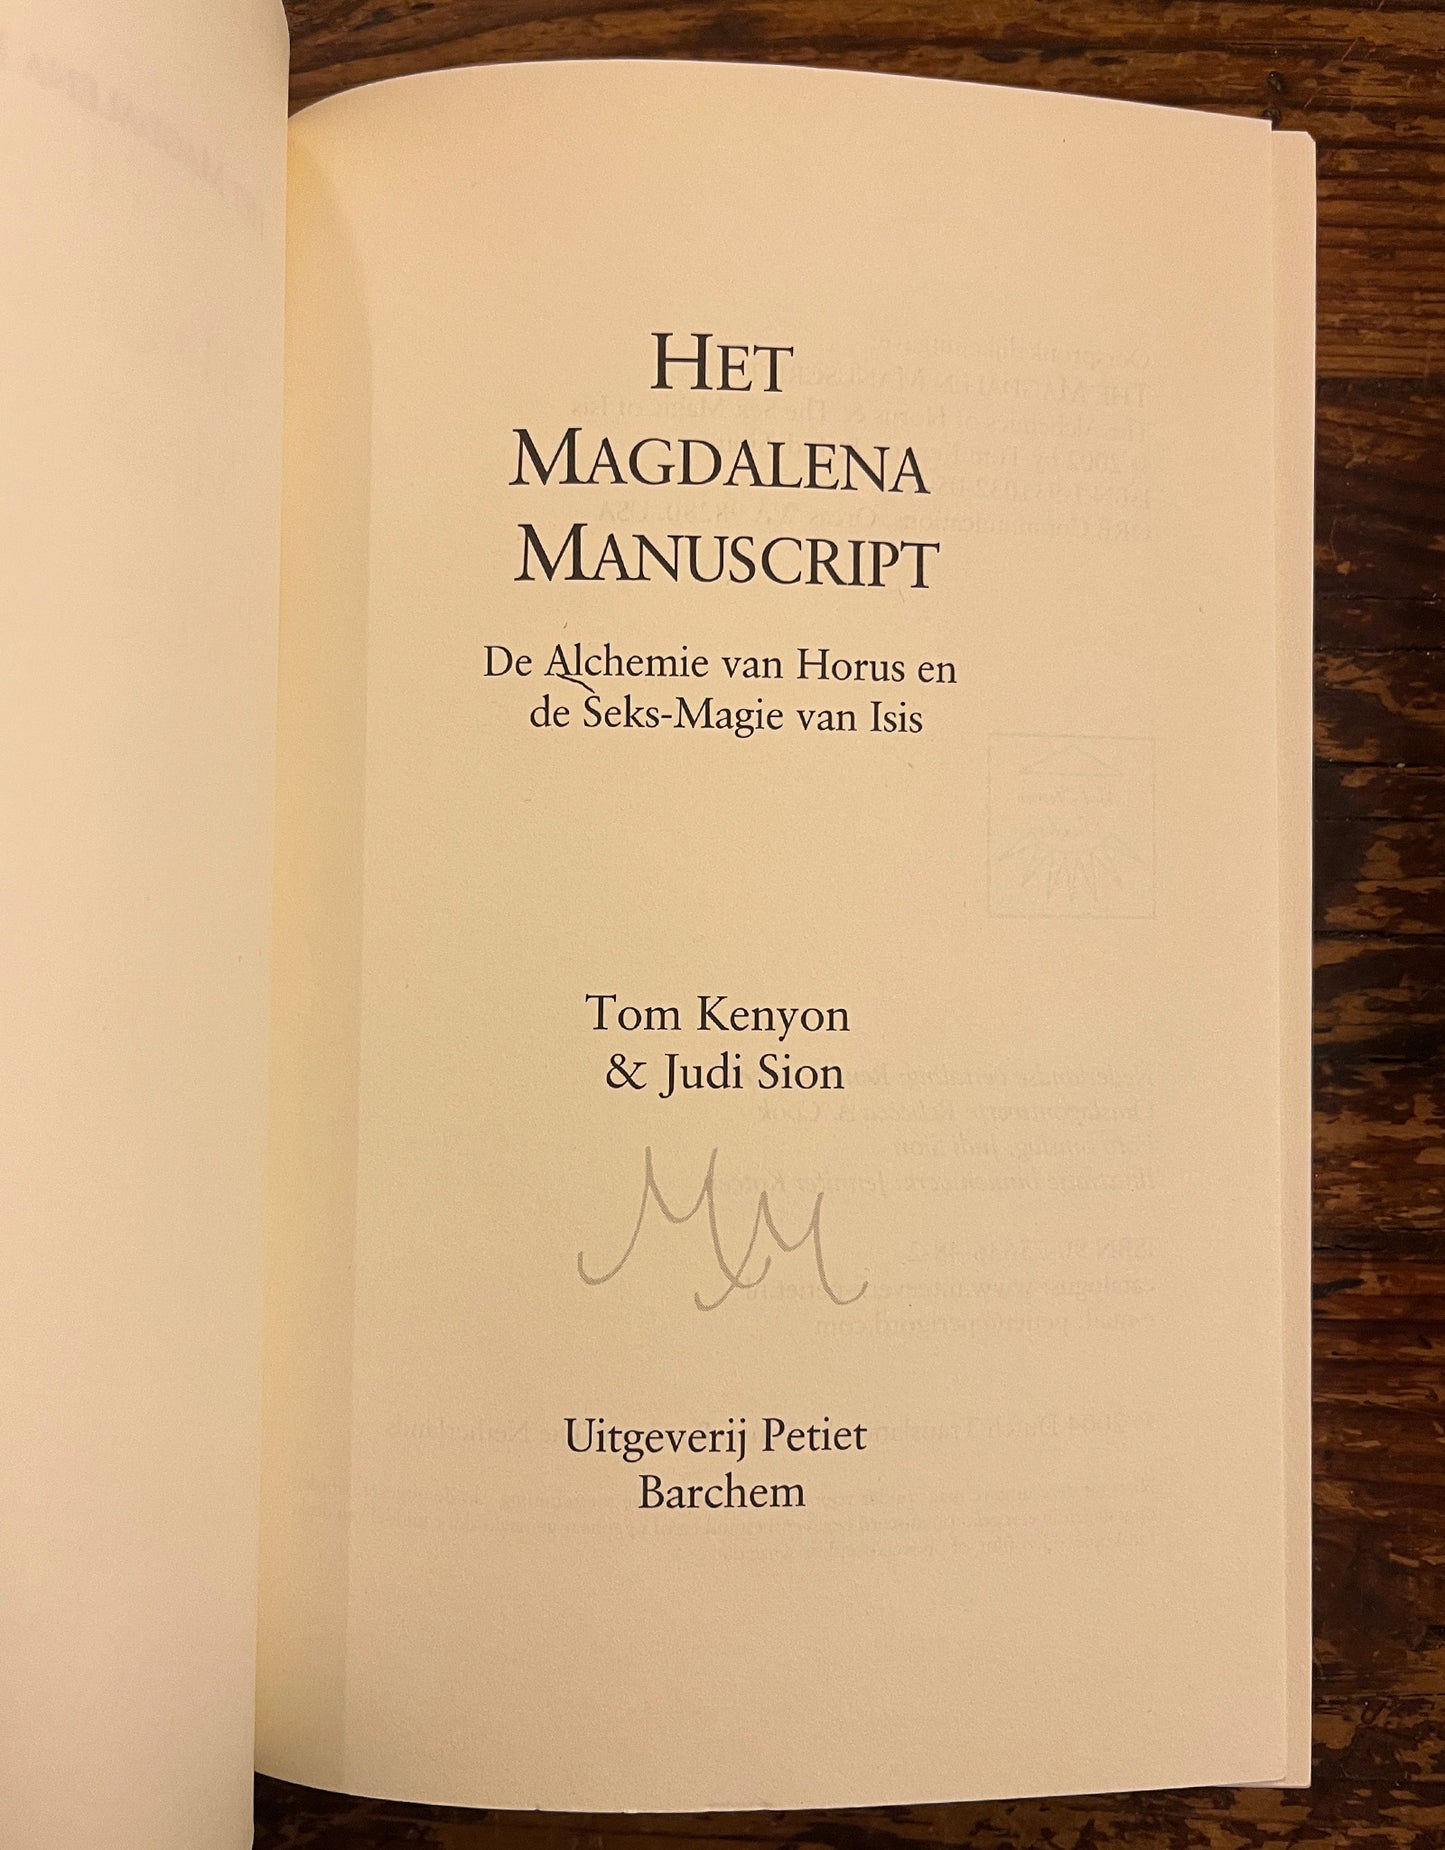 HET
MAGDALENA
MANUSCRIPT
De Alchemie van Horus en
de Seks-Magie van Isis
Tom Kenyon
& Judi Sion
MM
Uitgeverij Petiet
Barchem